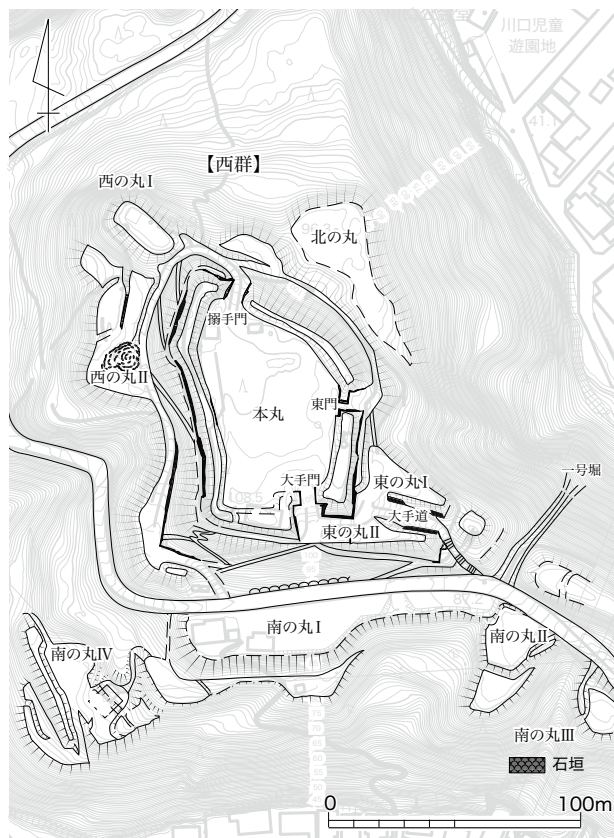 川口児童
遊園地
41.1
【西群】
西の丸Ⅰ
北の丸
搦手門
西の丸Ⅱ
東門
本丸
一号堀
大手門
東の丸Ⅰ
大手道
東の丸Ⅱ
南の丸Ⅰ
南の丸Ⅱ
南の丸Ⅳ
南の丸Ⅲ
石垣
0
100m